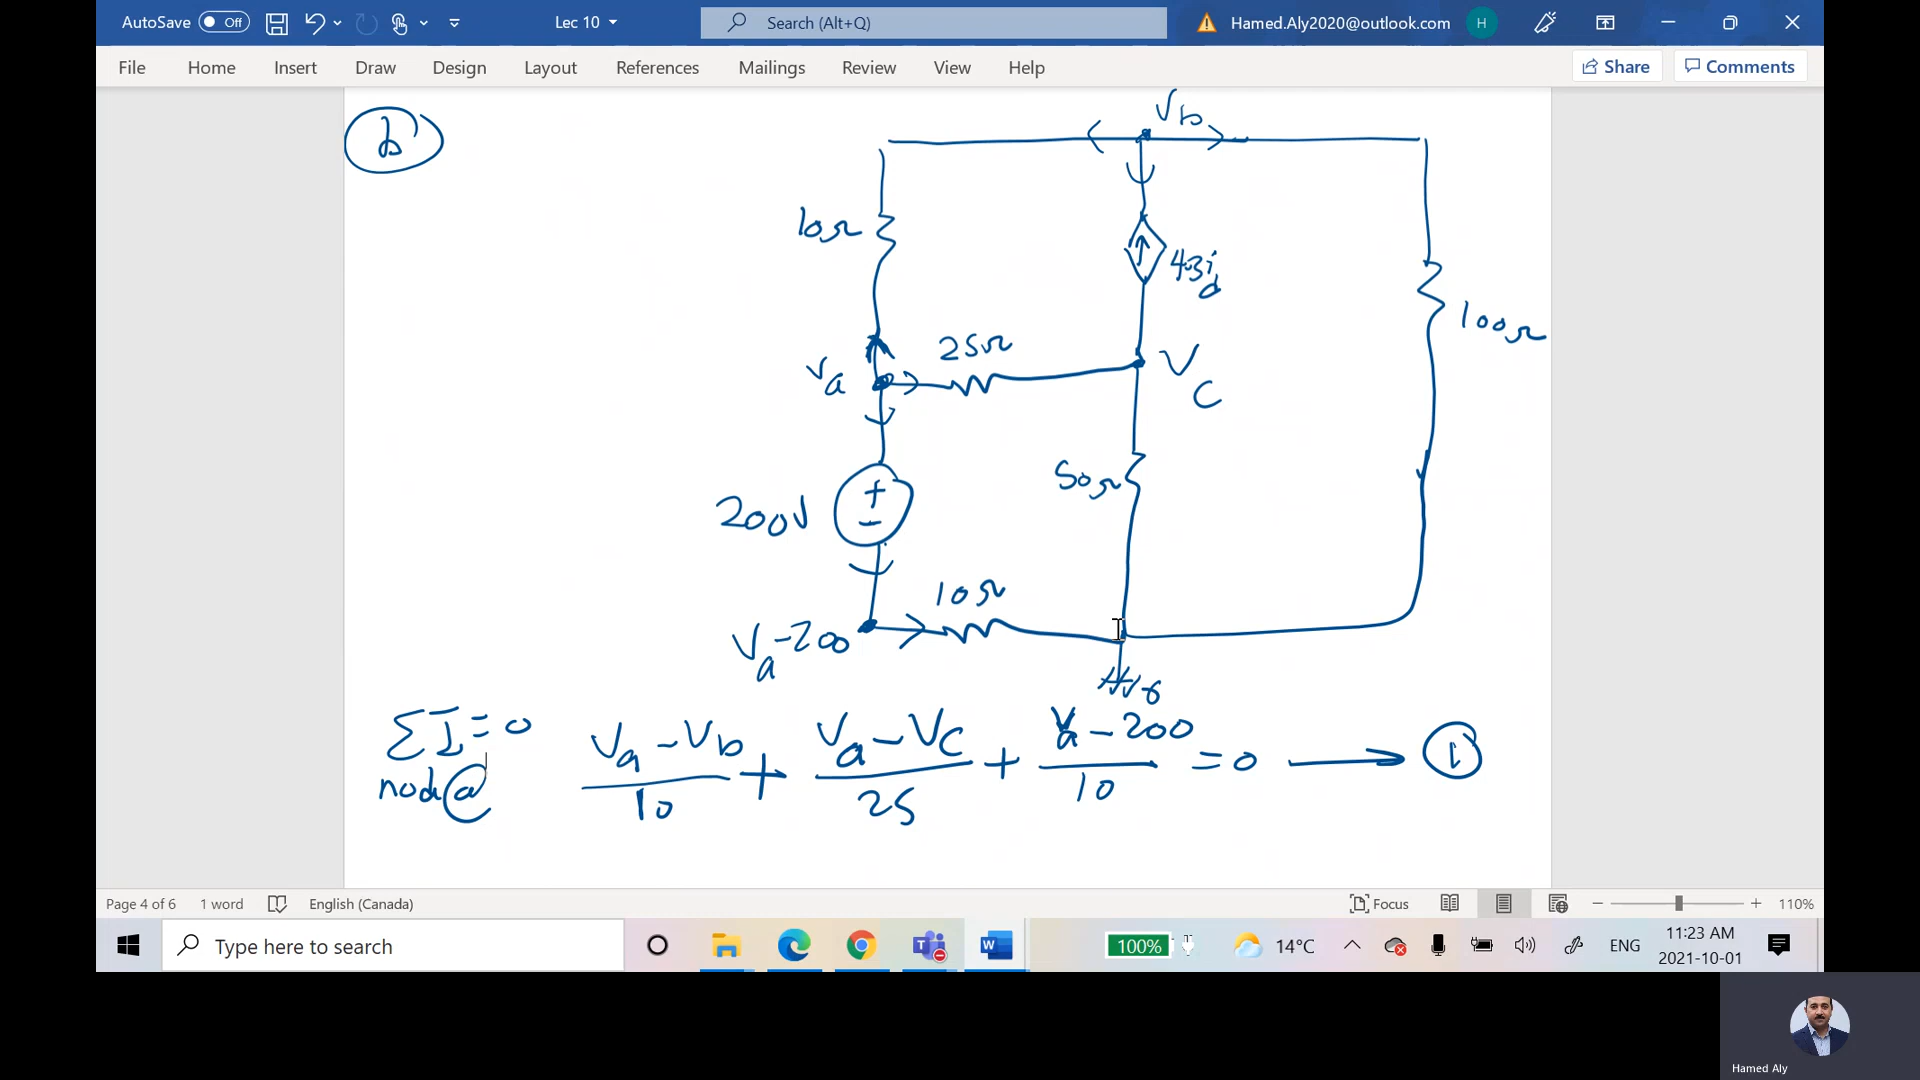 AutoSave Off Lec 10 Search (Alt+Q) Hamed.Aly2020@outlook.com H
File Home Insert Draw Design Layout References Mailings Review View Help Share Comments
b
Vb
10Ω
43id
100Ω
25Ω
Va
Vc
50Ω
200V
+
−
10Ω
Va-200
ΣI=0
node a
Va-Vb/10 + Va-Vc/25 + Va-200/10 = 0 → 1
Page 4 of 6 1 word English (Canada) Focus 110%
Type here to search 100% 14°C ENG 11:23 AM
2021-10-01
Hamed Aly